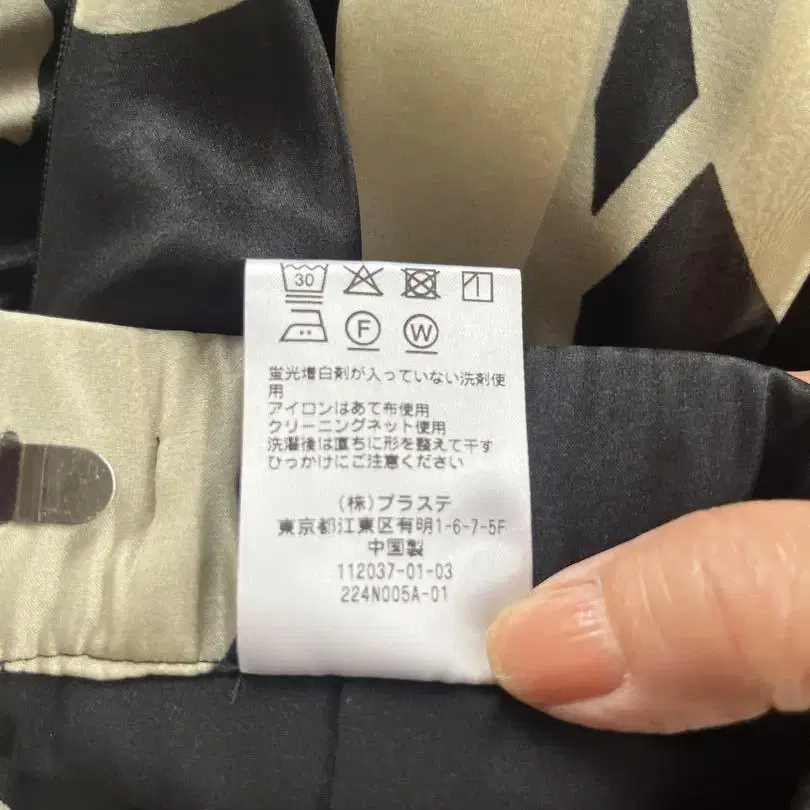 30
F W
蛍光増白剤が入っていない洗剤使
用
アイロンはあて布使用
クリーニングネット使用
洗濯後は直ちに形を整えて干す
ひっかけにご注意ください
(株)プラステ
東京都江東区有明1-6-7-5F
中国製
112037-01-03
224N005A-01